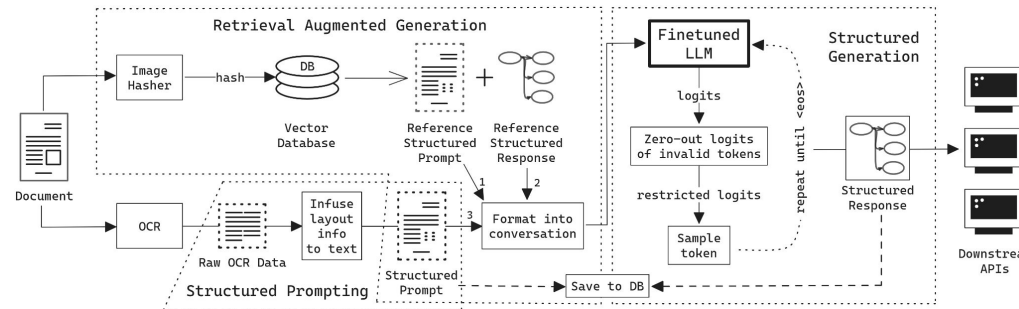 Retrieval Augmented Generation
Image
Hasher
hash
DB
Vector
Database
Reference
Structured
Prompt
Reference
Structured
Response
1
2
Document
OCR
Raw OCR Data
Infuse
layout
info
to text
3
Structured
Prompt
Format into
conversation
Structured Prompting
Save to DB
Finetuned
LLM
logits
Zero-out logits
of invalid tokens
restricted logits
Sample
token
repeat until <eos>
Structured
Generation
Structured
Response
Downstream
APIs